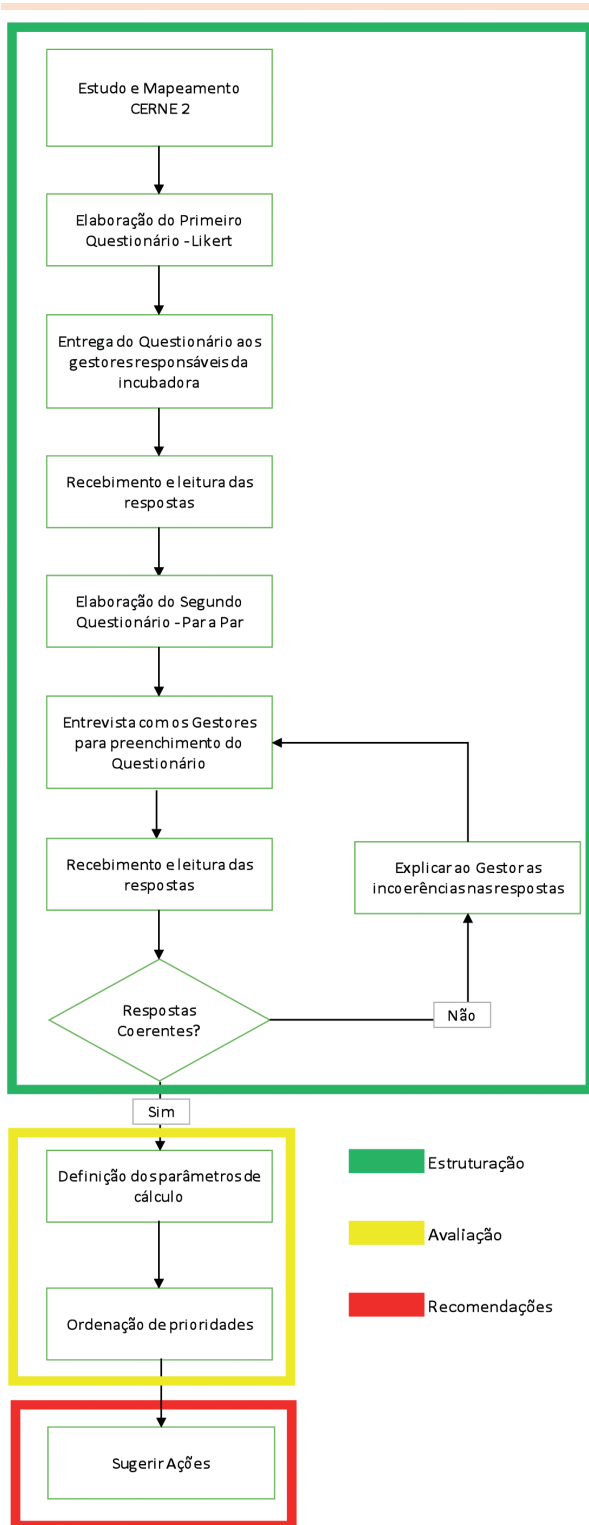 Estudo e Mapeamento
CERNE 2
Elaboração do Primeiro
Questionário - Likert
Entrega do Questionário aos
gestores responsáveis da
incubadora
Recebimento e leitura das
respostas
Elaboração do Segundo
Questionário - Par a Par
Entrevista com os Gestores
para preenchimento do
Questionário
Recebimento e leitura das
respostas
Explicar ao Gestor as
incoerências nas respostas
Respostas
Coerentes?
Não
Sim
Definição dos parâmetros de
cálculo
Ordenação de prioridades
Sugerir Ações
Estruturação
Avaliação
Recomendações